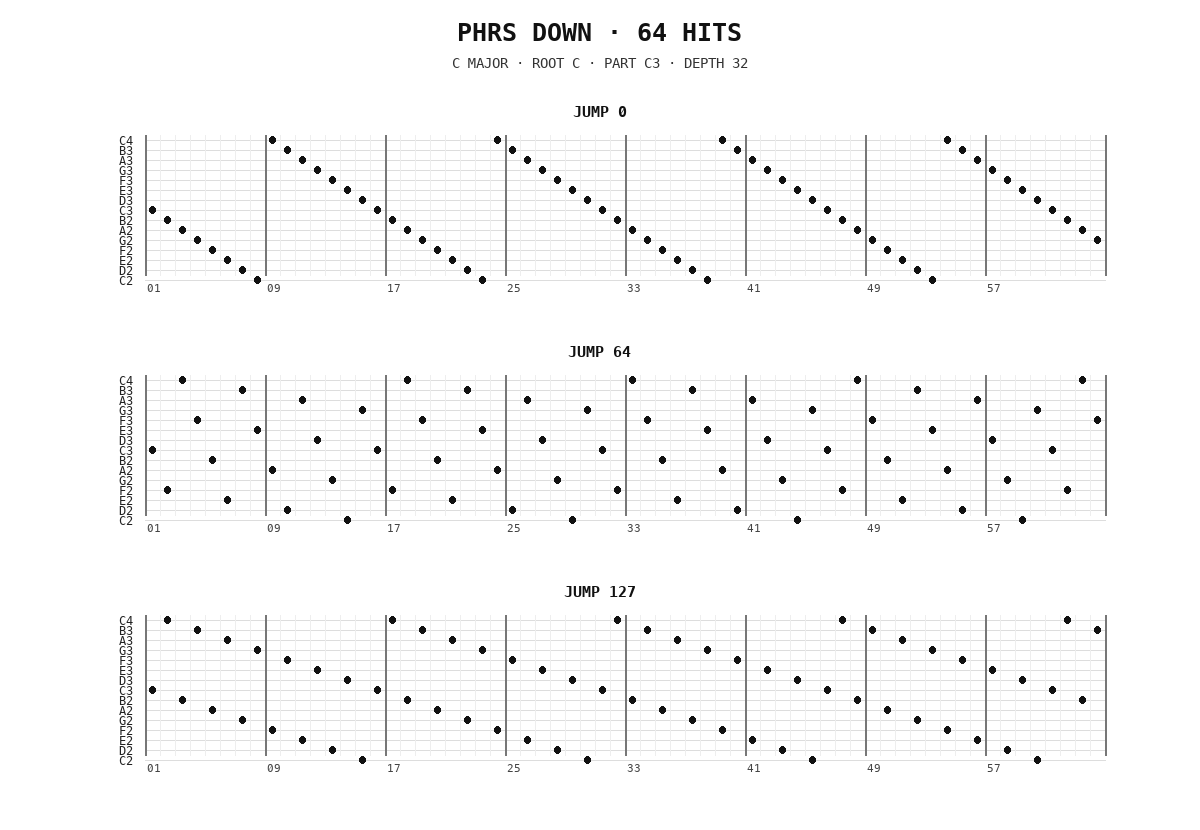 PHRS DOWN · 64 HITS
C MAJOR · ROOT C · PART C3 · DEPTH 32
JUMP 0
C4
B3
A3
G3
F3
E3
D3
C3
B2
A2
G2
F2
E2
D2
C2
01 09 17 25 33 41 49 57
JUMP 64
C4
B3
A3
G3
F3
E3
D3
C3
B2
A2
G2
F2
E2
D2
C2
01 09 17 25 33 41 49 57
JUMP 127
C4
B3
A3
G3
F3
E3
D3
C3
B2
A2
G2
F2
E2
D2
C2
01 09 17 25 33 41 49 57